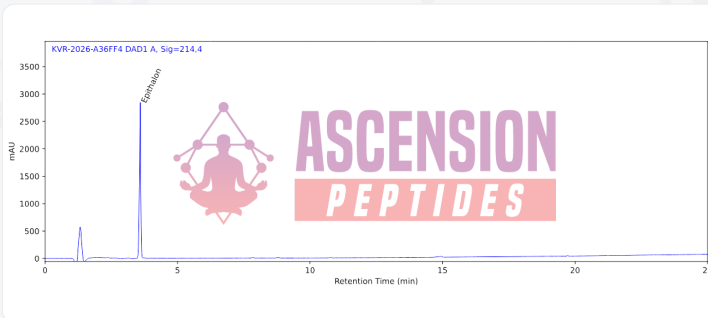 KVR-2026-A36FF4 DAD1 A, Sig=214,4
Epithalon
3500
3000
2500
2000
1500
1000
500
0
mAU
ASCENSION
PEPTIDES
0 5 10 15 20 2
Retention Time (min)